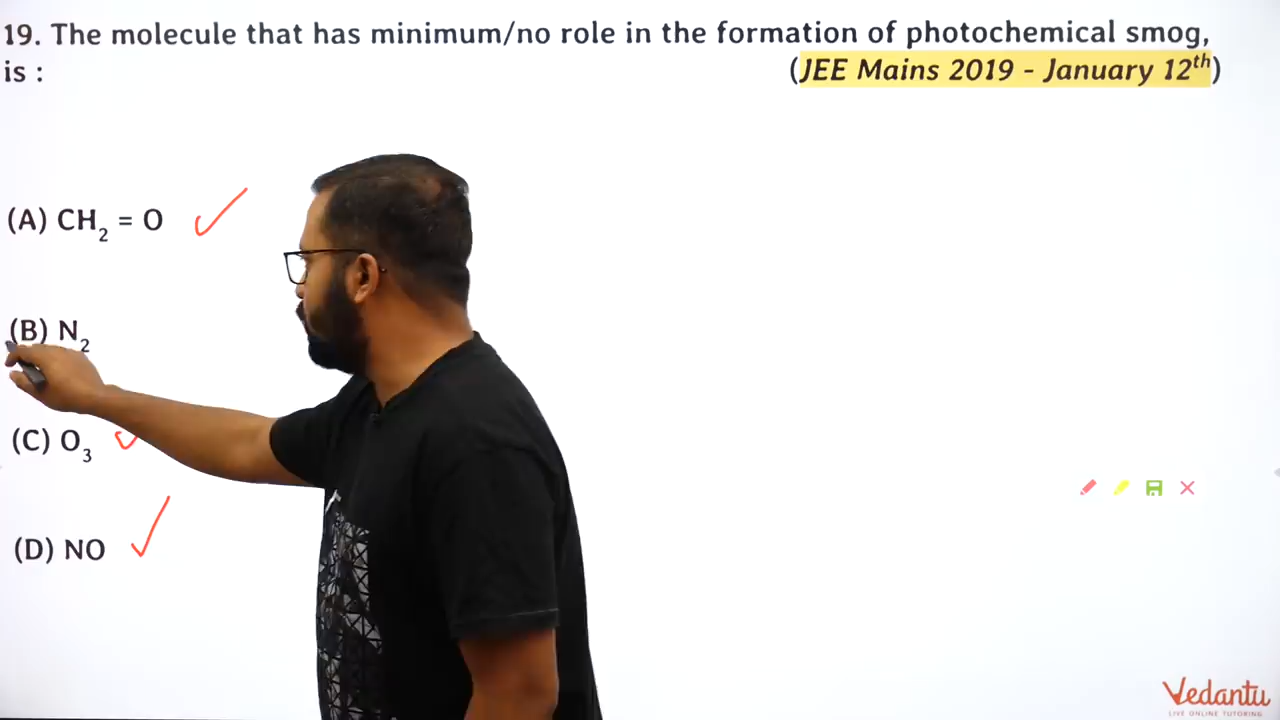 19. The molecule that has minimum/no role in the formation of photochemical smog,
is : (JEE Mains 2019 - January 12th)
(A) CH2 = O
(B) N2
(C) O3
(D) NO
Vedantu
LIVE ONLINE TUTORING